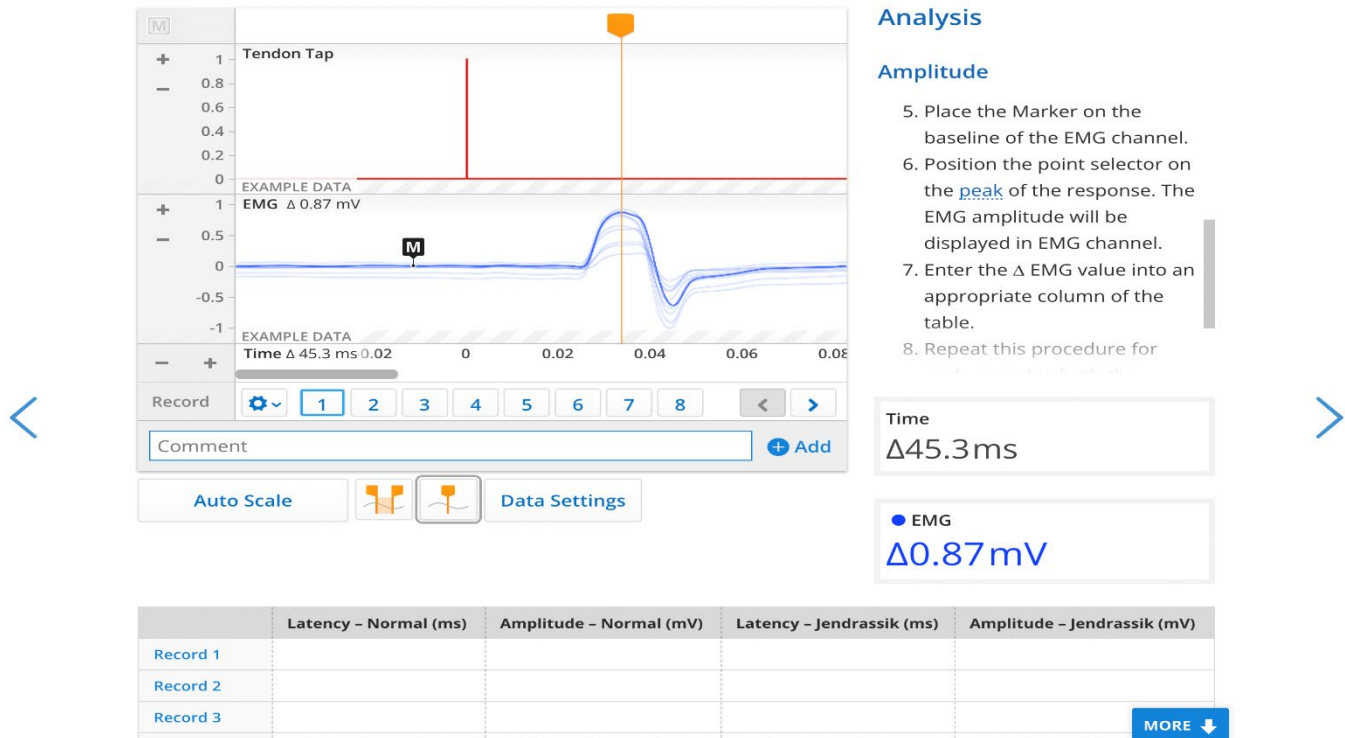 M
Tendon Tap
1
0.8
0.6
0.4
0.2
0
EXAMPLE DATA
EMG Δ 0.87 mV
1
0.5
0
-0.5
-1
M
EXAMPLE DATA
Time Δ 45.3 ms -0.02 0 0.02 0.04 0.06 0.08
Record 1 2 3 4 5 6 7 8
Comment
Add
Auto Scale
Data Settings
Analysis
Amplitude
5. Place the Marker on the
baseline of the EMG channel.
6. Position the point selector on
the peak of the response. The
EMG amplitude will be
displayed in EMG channel.
7. Enter the Δ EMG value into an
appropriate column of the
table.
8. Repeat this procedure for
Time
Δ45.3 ms
EMG
Δ0.87 mV
Latency – Normal (ms) Amplitude – Normal (mV) Latency – Jendrassik (ms) Amplitude – Jendrassik (mV)
Record 1
Record 2
Record 3
MORE